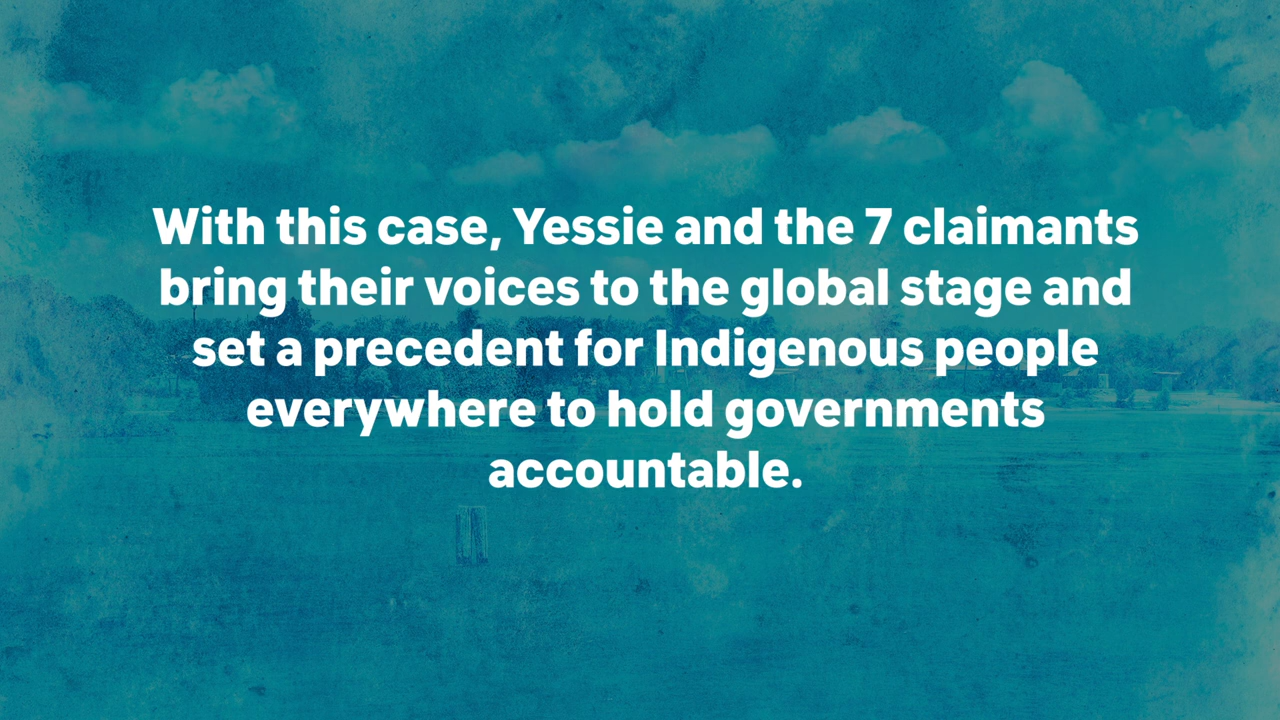 With this case, Yessie and the 7 claimants
bring their voices to the global stage and
set a precedent for Indigenous people
everywhere to hold governments
accountable.